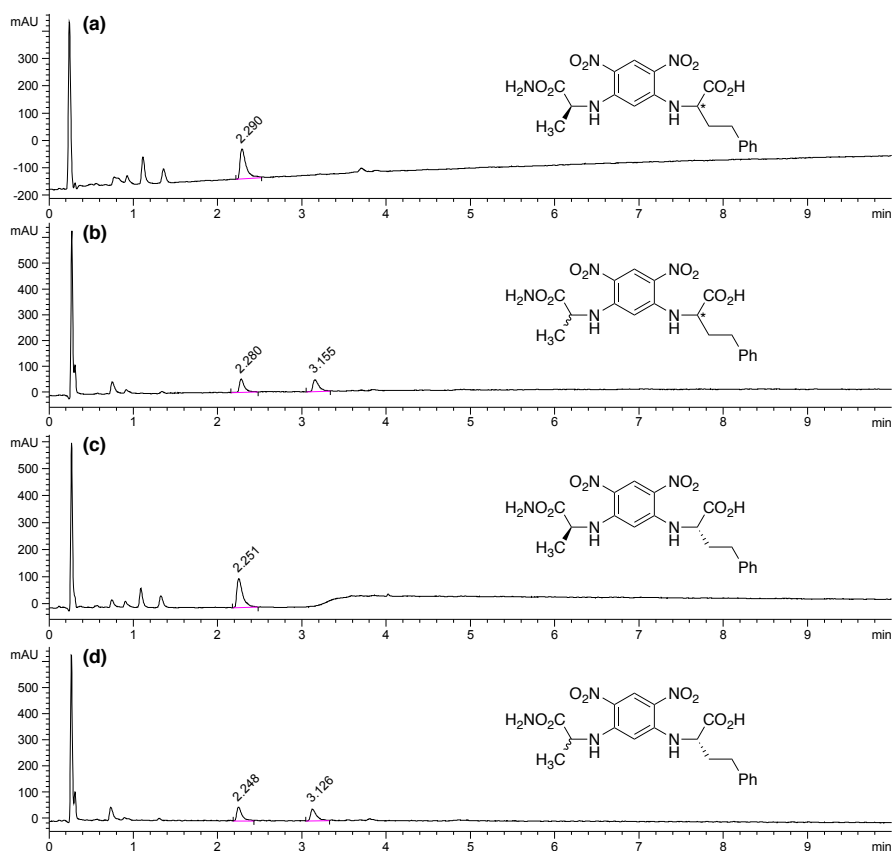 mAU
(a)
300
200
100
0
-100
-200
0
1
2
3
4
5
6
7
8
9
min
2.290
O₂N
NO₂
H₂NO₂C
CO₂H
N
H
N
H
*
H₃C
Ph
mAU
(b)
500
400
300
200
100
0
0
1
2
3
4
5
6
7
8
9
min
2.280
3.155
O₂N
NO₂
H₂NO₂C
CO₂H
N
H
N
H
*
H₃C
Ph
mAU
(c)
500
400
300
200
100
0
0
1
2
3
4
5
6
7
8
9
min
2.251
O₂N
NO₂
H₂NO₂C
CO₂H
N
H
N
H
H₃C
Ph
mAU
(d)
500
400
300
200
100
0
0
1
2
3
4
5
6
7
8
9
min
2.248
3.126
O₂N
NO₂
H₂NO₂C
CO₂H
N
H
N
H
H₃C
Ph